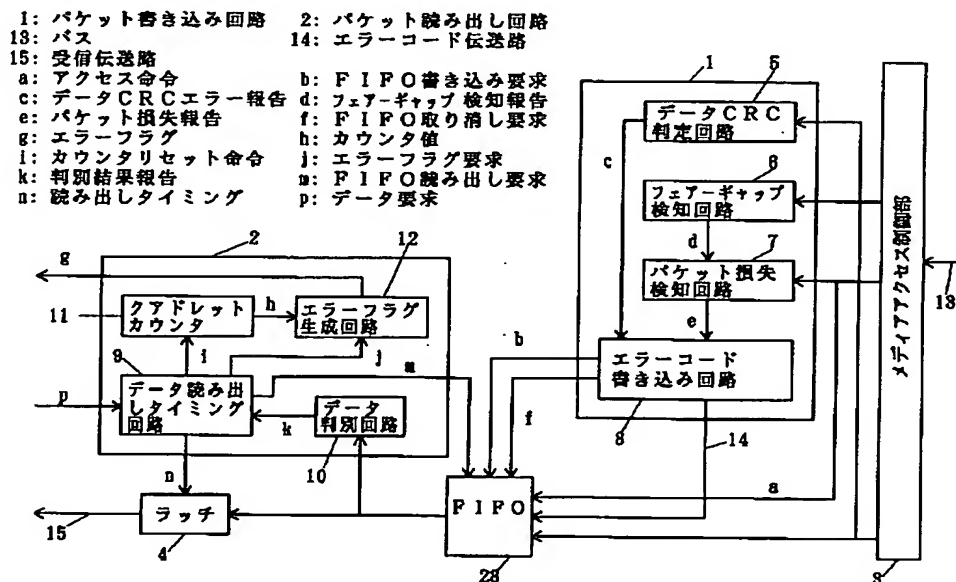 1: パケット書き込み回路 2: パケット読み出し回路
13: バス 14: エラーコード伝送路
15: 受信伝送路
a: アクセス命令 b: FIFO書き込み要求
c: データCRCエラー報告 d: フェアーギャップ検知報告
e: パケット損失報告 f: FIFO取り消し要求
g: エラーフラグ h: カウンタ値
i: カウンタリセット命令 j: エラーフラグ要求
k: 判別結果報告 m: FIFO読み出し要求
n: 読み出しタイミング p: データ要求
1
5
データCRC
判定回路
c
6
フェアーギャップ
検知回路
d
7
パケット損失
検知回路
e
エラーコード
書き込み回路
8
14
b
f
a
メディアアクセス制御部
13
3
2
g
12
11
クアドレット
カウンタ
h
エラーフラグ
生成回路
i
j
m
9
p
データ読み出
しタイミング
回路
k
データ
判別回路
10
n
ラッチ
15
4
FIFO
23